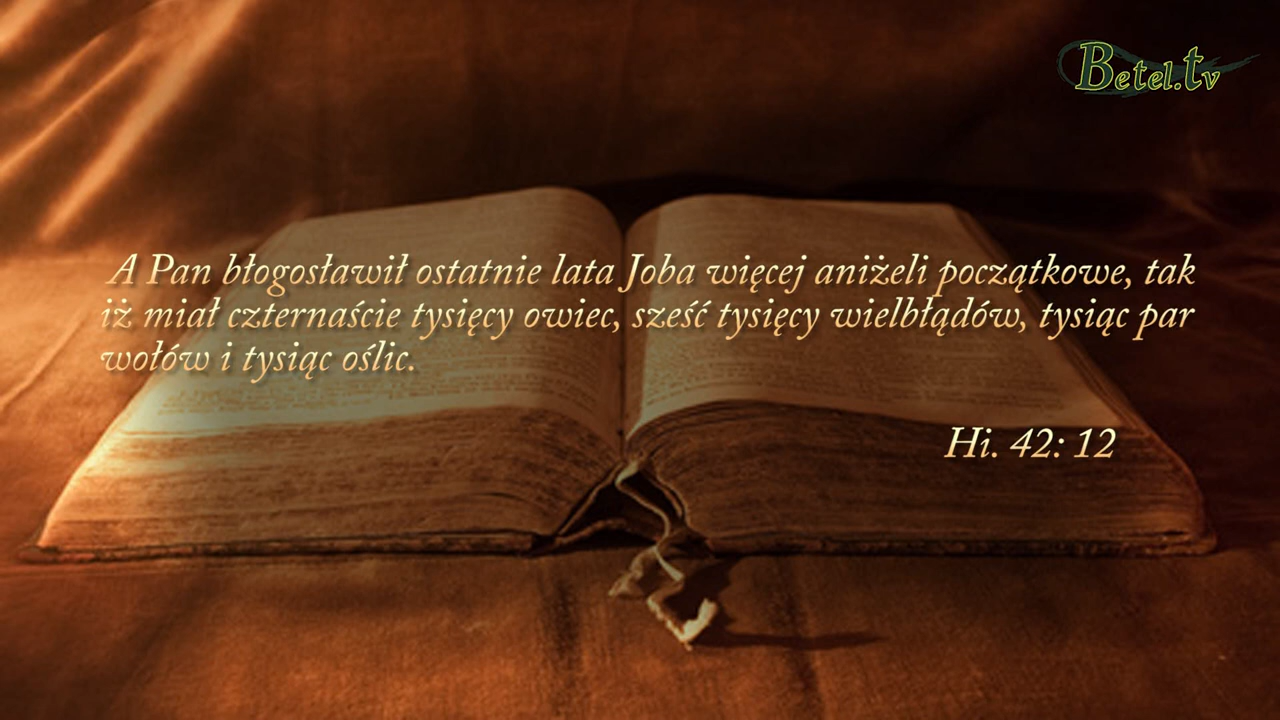 Betel.tv
A Pan błogosławił ostatnie lata Joba więcej aniżeli początkowe, tak
iż miał czternaście tysięcy owiec, sześć tysięcy wielbłądów, tysiąc par
wołów i tysiąc oślic.
Hi. 42: 12